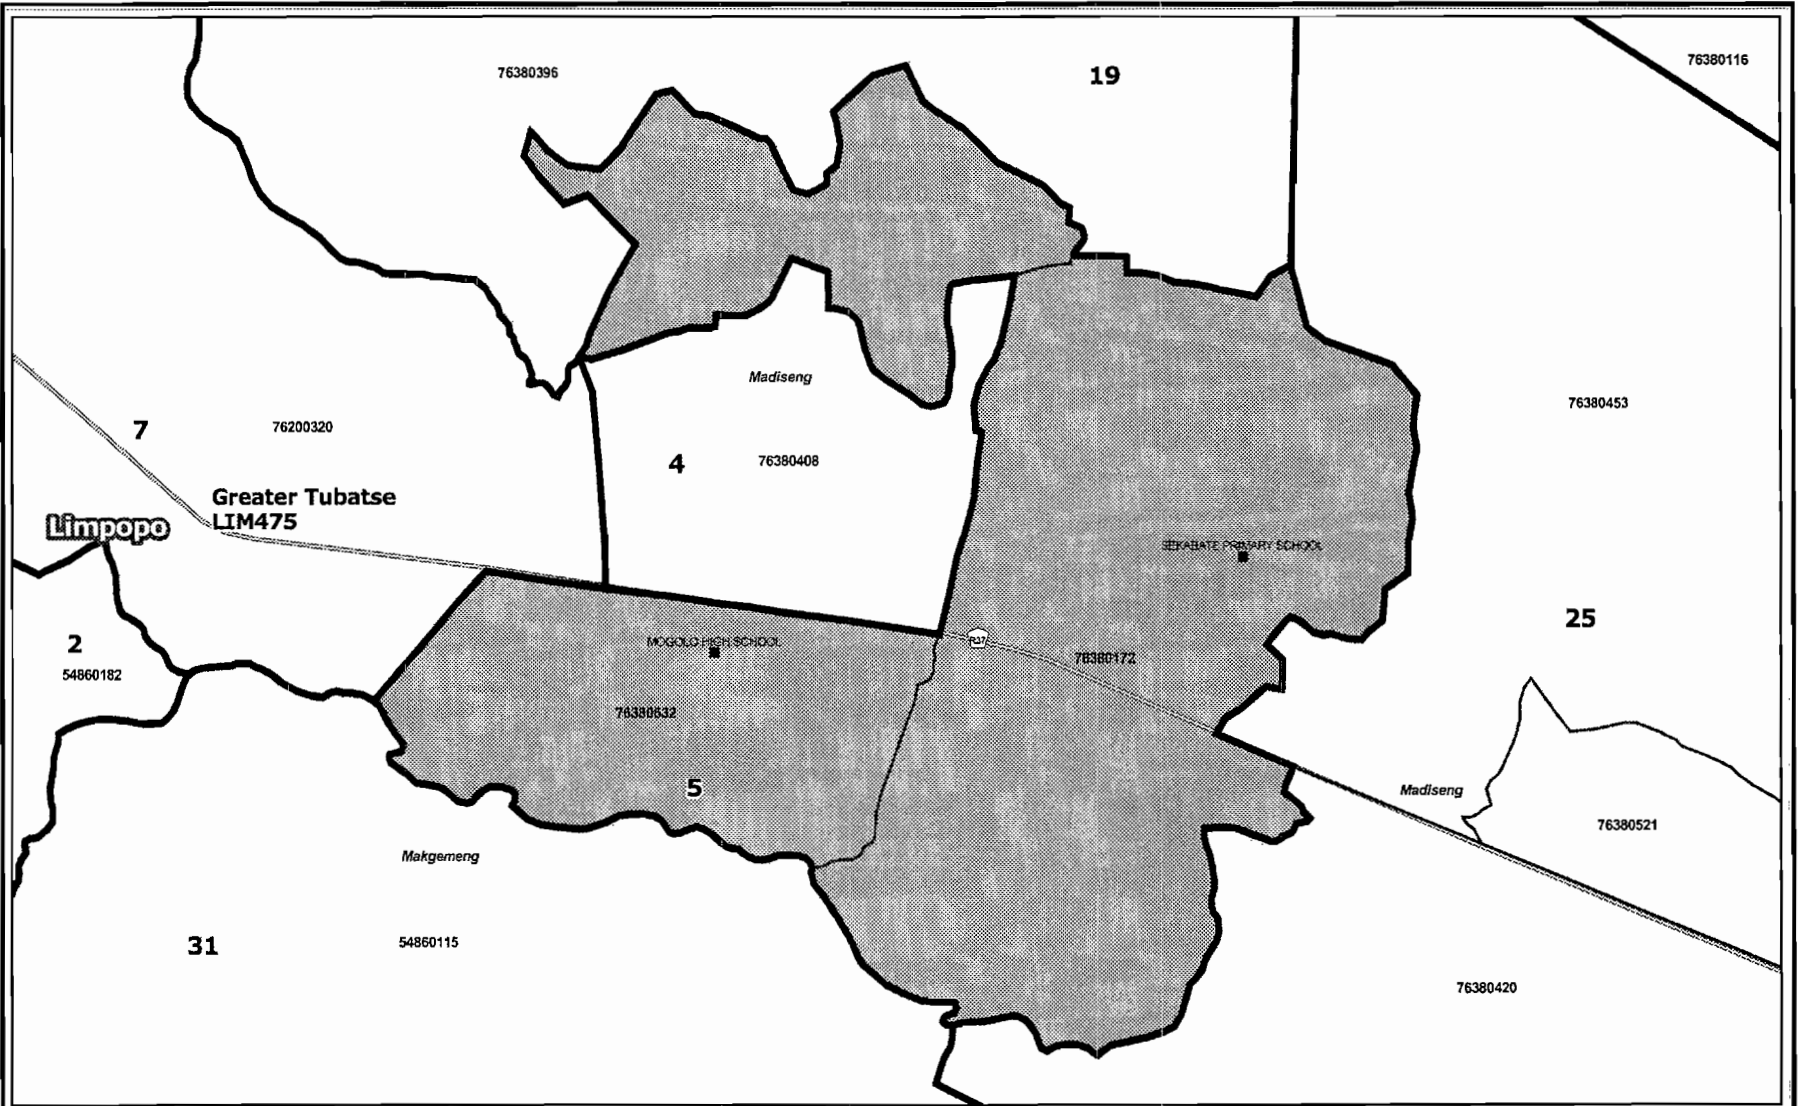 76380396
19
76380116
Madiseng
76380453
7
76200320
4
76380408
Greater Tubatse
LIM475
Limpopo
SEKABATE PRIMARY SCHOOL
25
2
MOGOLO HIGH SCHOOL
R37
76380172
54860182
76380632
5
Madiseng
76380521
Makgemeng
31
54860115
76380420